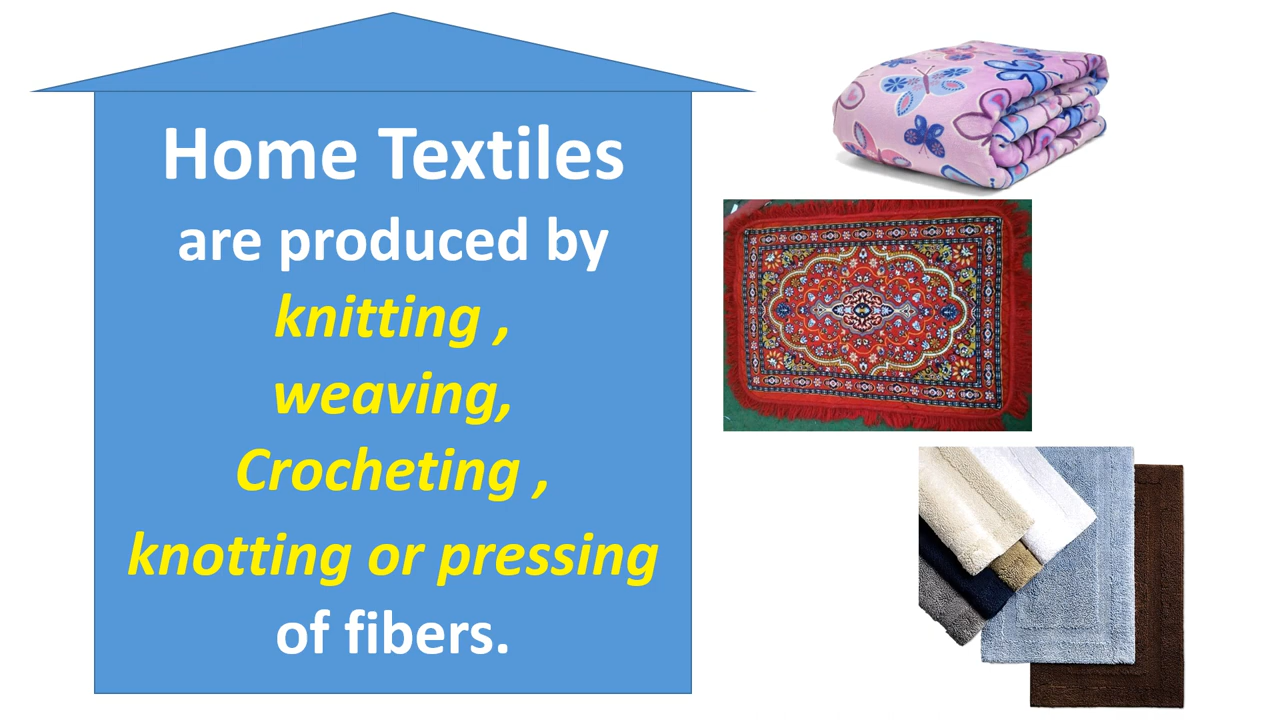 Home Textiles
are produced by
knitting ,
weaving,
Crocheting ,
knotting or pressing
of fibers.